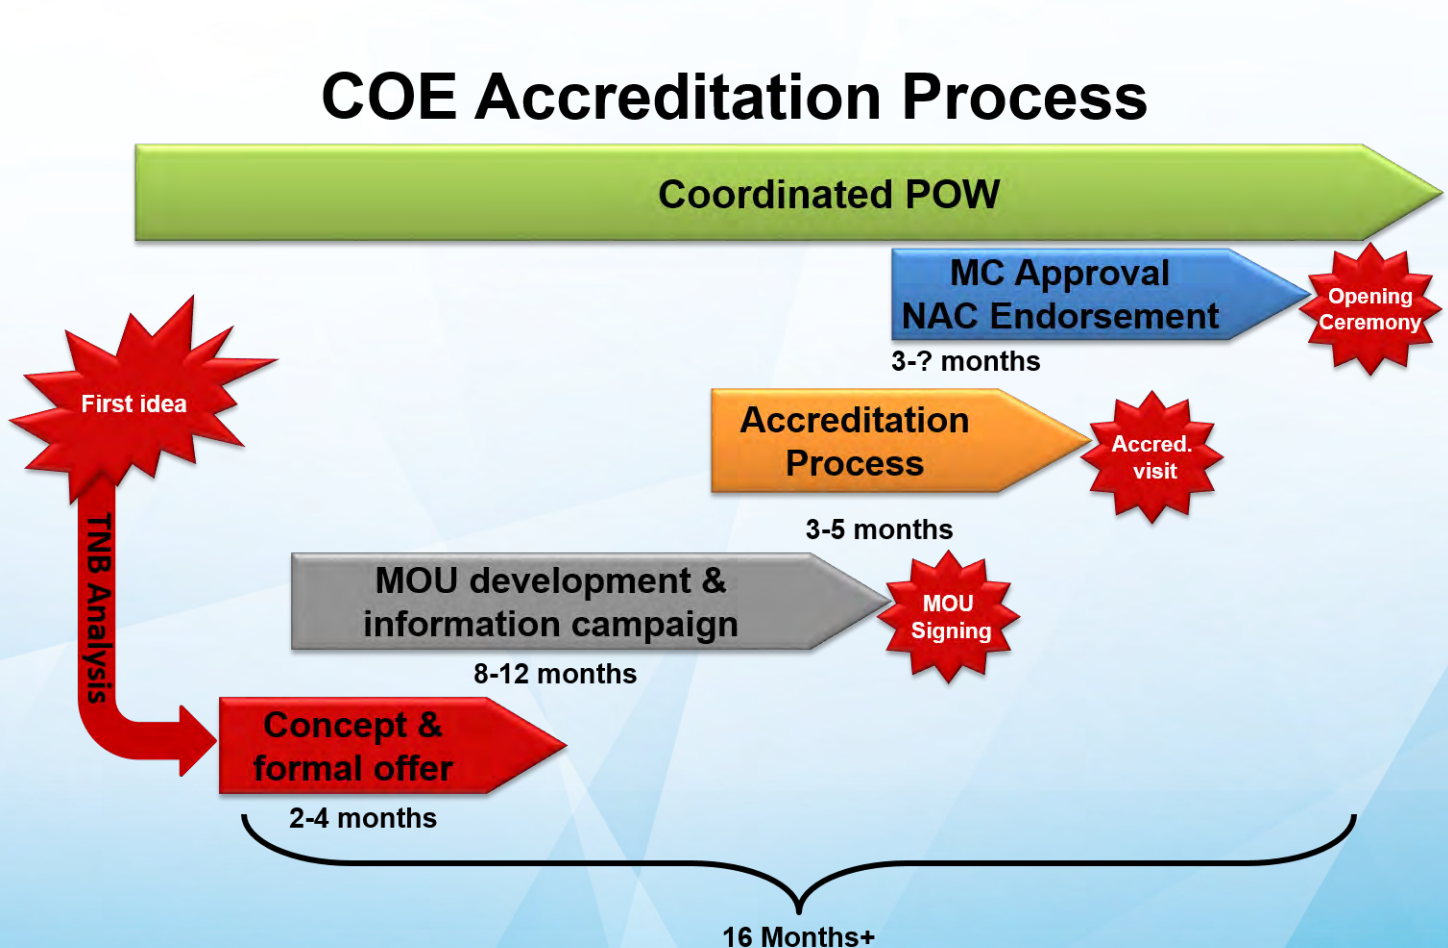 COE Accreditation Process
Coordinated POW
MC Approval
NAC Endorsement
3-? months
Opening
Ceremony
First idea
TNB Analysis
Accreditation
Process
3-5 months
Accred.
visit
MOU development &
information campaign
8-12 months
MOU
Signing
Concept &
formal offer
2-4 months
16 Months+